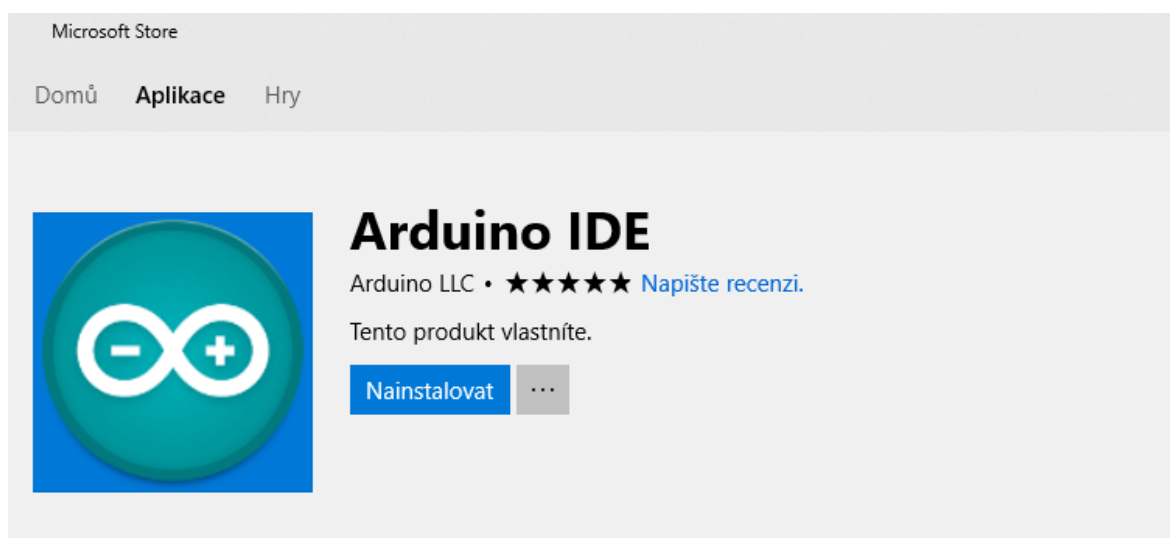 Microsoft Store
Domů Aplikace Hry
Arduino IDE
Arduino LLC • ★★★★★ Napište recenzi.
Tento produkt vlastníte.
Nainstalovat ...